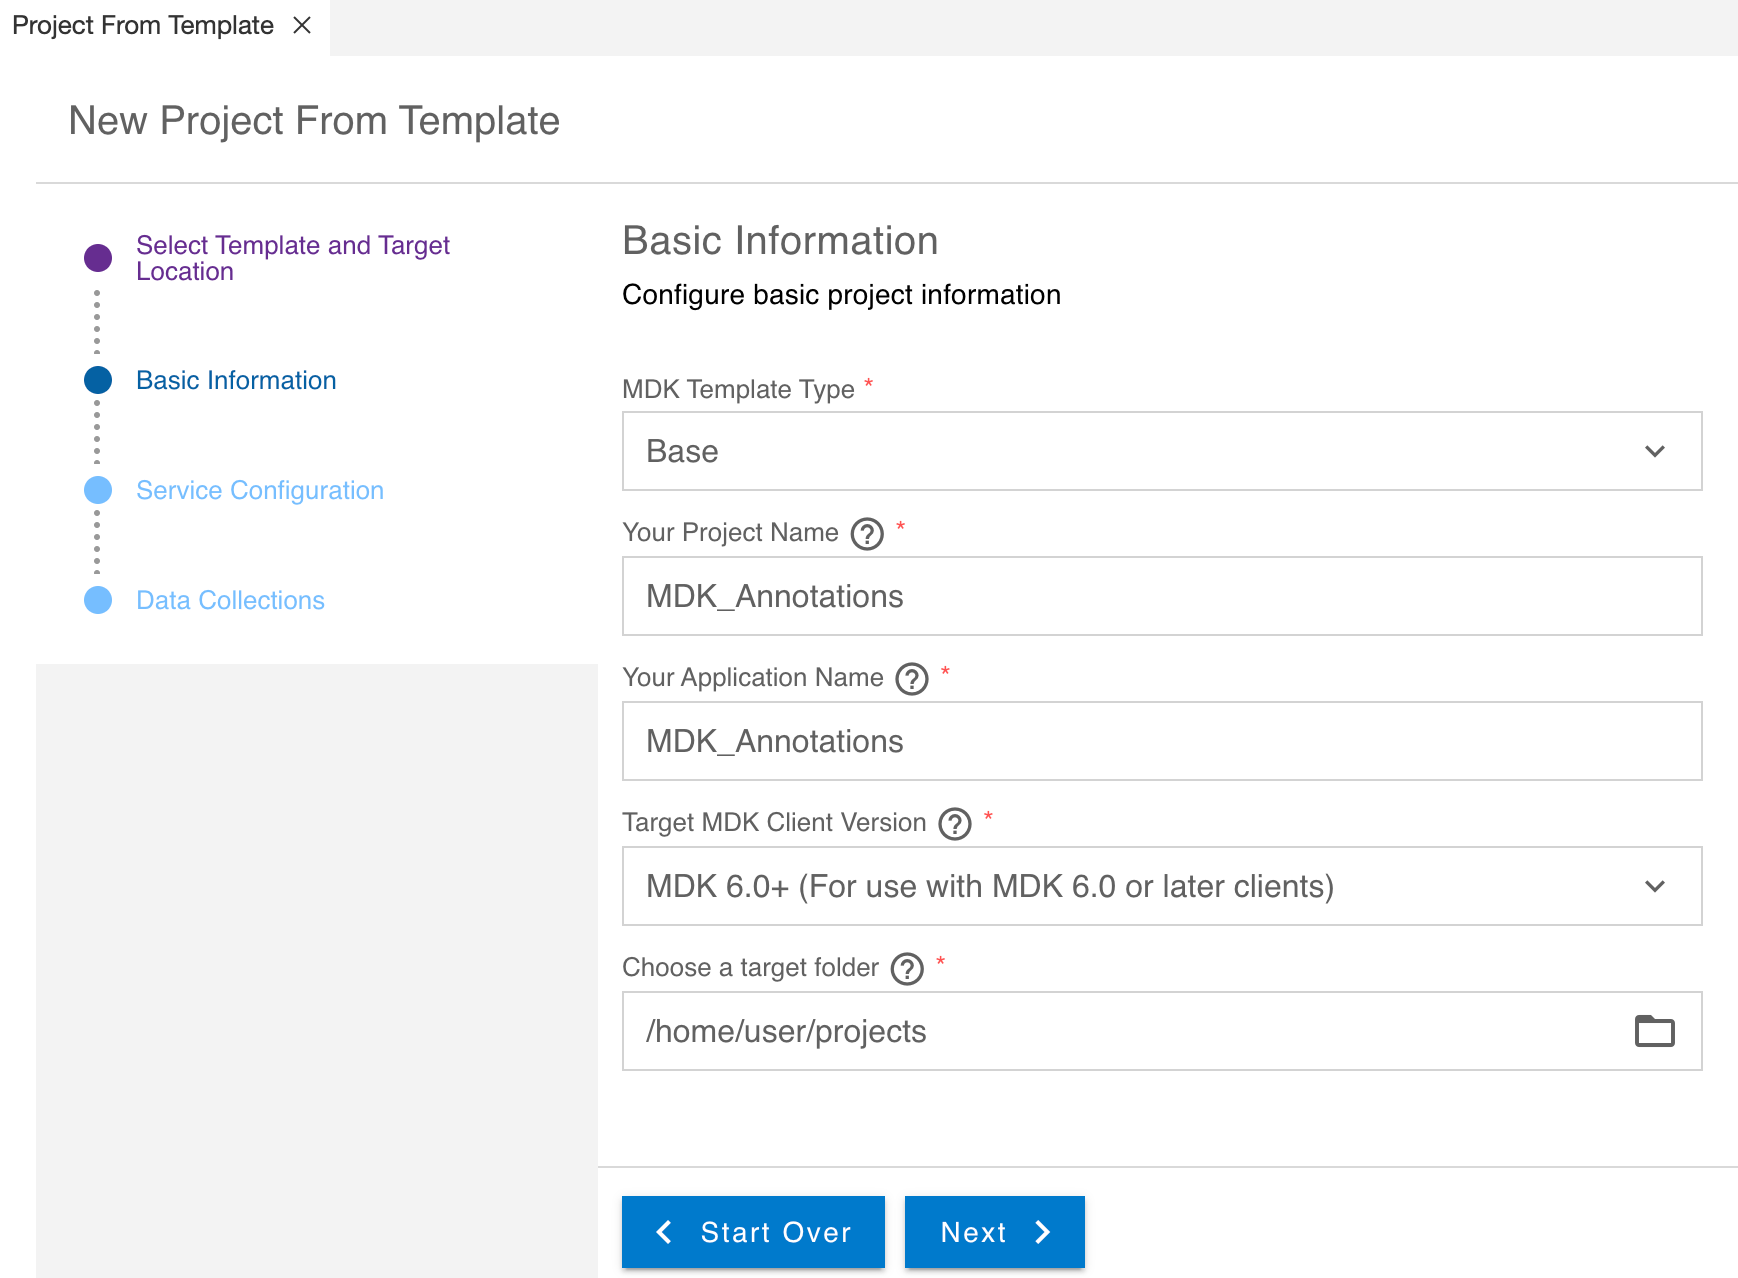 Project From Template
New Project From Template
Select Template and Target
Location
Basic Information
Service Configuration
Data Collections
Basic Information
Configure basic project information
MDK Template Type *
Base
Your Project Name ? *
MDK_Annotations
Your Application Name ? *
MDK_Annotations
Target MDK Client Version ? *
MDK 6.0+ (For use with MDK 6.0 or later clients)
Choose a target folder ? *
/home/user/projects
Start Over
Next